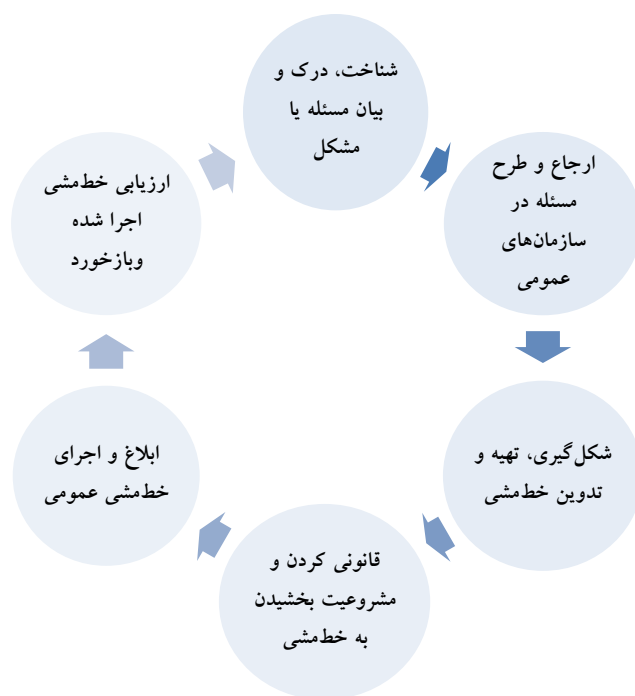 شناخت، درک و
بیان مسئله یا
مشکل
ارجاع و طرح
مسئله در
سازمان‌های
عمومی
شکل‌گیری، تهیه و
تدوین خط‌مشی
قانونی کردن و
مشروعیت بخشیدن
به خط‌مشی
ابلاغ و اجرای
خط‌مشی عمومی
ارزیابی خط‌مشی
اجرا شده
وبازخورد